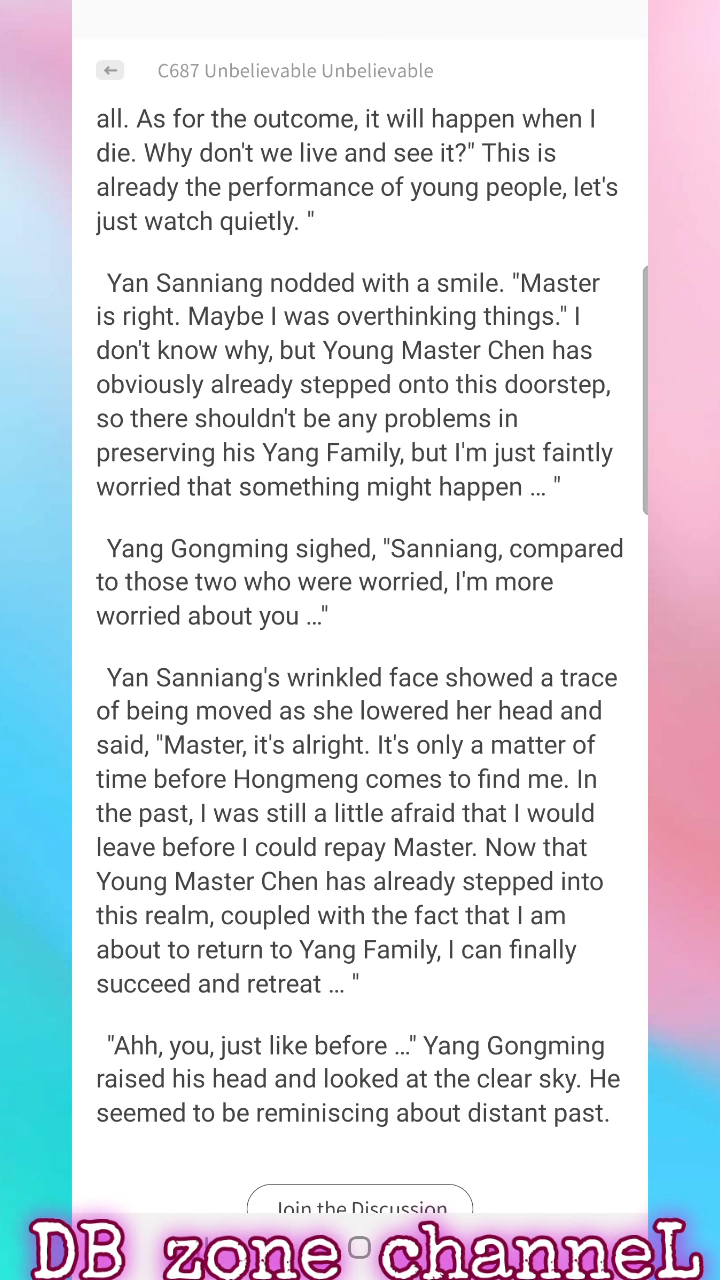 C687 Unbelievable Unbelievable
all. As for the outcome, it will happen when I
die. Why don't we live and see it?" This is
already the performance of young people, let's
just watch quietly. "
Yan Sanniang nodded with a smile. "Master
is right. Maybe I was overthinking things." I
don't know why, but Young Master Chen has
obviously already stepped onto this doorstep,
so there shouldn't be any problems in
preserving his Yang Family, but I'm just faintly
worried that something might happen ... "
Yang Gongming sighed, "Sanniang, compared
to those two who were worried, I'm more
worried about you ..."
Yan Sanniang's wrinkled face showed a trace
of being moved as she lowered her head and
said, "Master, it's alright. It's only a matter of
time before Hongmeng comes to find me. In
the past, I was still a little afraid that I would
leave before I could repay Master. Now that
Young Master Chen has already stepped into
this realm, coupled with the fact that I am
about to return to Yang Family, I can finally
succeed and retreat ... "
"Ahh, you, just like before ..." Yang Gongming
raised his head and looked at the clear sky. He
seemed to be reminiscing about distant past.
Join the Discussion
DB zone channeL